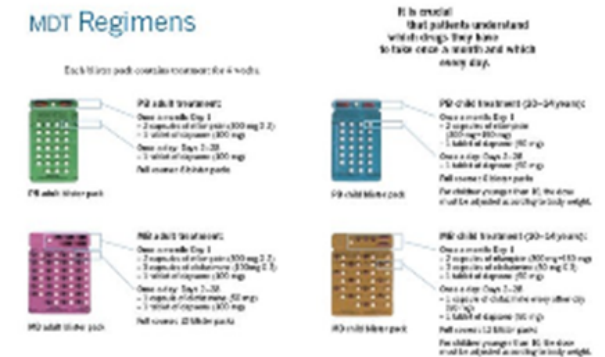 MDT Regimens
It is crucial
that patients understand
which drugs they have
to take once a month and which
every day.
Each blister pack contains treatment for 4 weeks.
PB adult treatment:
Once a month: Day 1
– 2 capsules of rifampicin (300 mg X 2)
– 1 tablet of dapsone (100 mg)
Once a day: Days 2–28
– 1 tablet of dapsone (100 mg)
Full course: 6 blister packs
PB adult blister pack
PB child treatment (10–14 years):
Once a month: Day 1
– 2 capsules of rifampicin
(300 mg+150 mg)
– 1 tablet of dapsone (50 mg)
Once a day: Days 2–28
– 1 tablet of dapsone (50 mg)
Full course: 6 blister packs
For children younger than 10, the dose
must be adjusted according to body weight.
PB child blister pack
MB adult treatment:
Once a month: Day 1
– 2 capsules of rifampicin (300 mg X 2)
– 3 capsules of clofazimine (100 mg X 3)
– 1 tablet of dapsone (100 mg)
Once a day: Days 2–28
– 1 capsule of clofazimine (50 mg)
– 1 tablet of dapsone (100 mg)
Full course: 12 blister packs
MB adult blister pack
MB child treatment (10–14 years):
Once a month: Day 1
– 2 capsules of rifampicin (300 mg+150 mg)
– 3 capsules of clofazimine (50 mg X 3)
– 1 tablet of dapsone (50 mg)
Once a day: Days 2–28
– 1 capsule of clofazimine every other day
(50 mg)
– 1 tablet of dapsone (50 mg)
Full course: 12 blister packs
For children younger than 10, the dose
must be adjusted according to body weight.
MB child blister pack